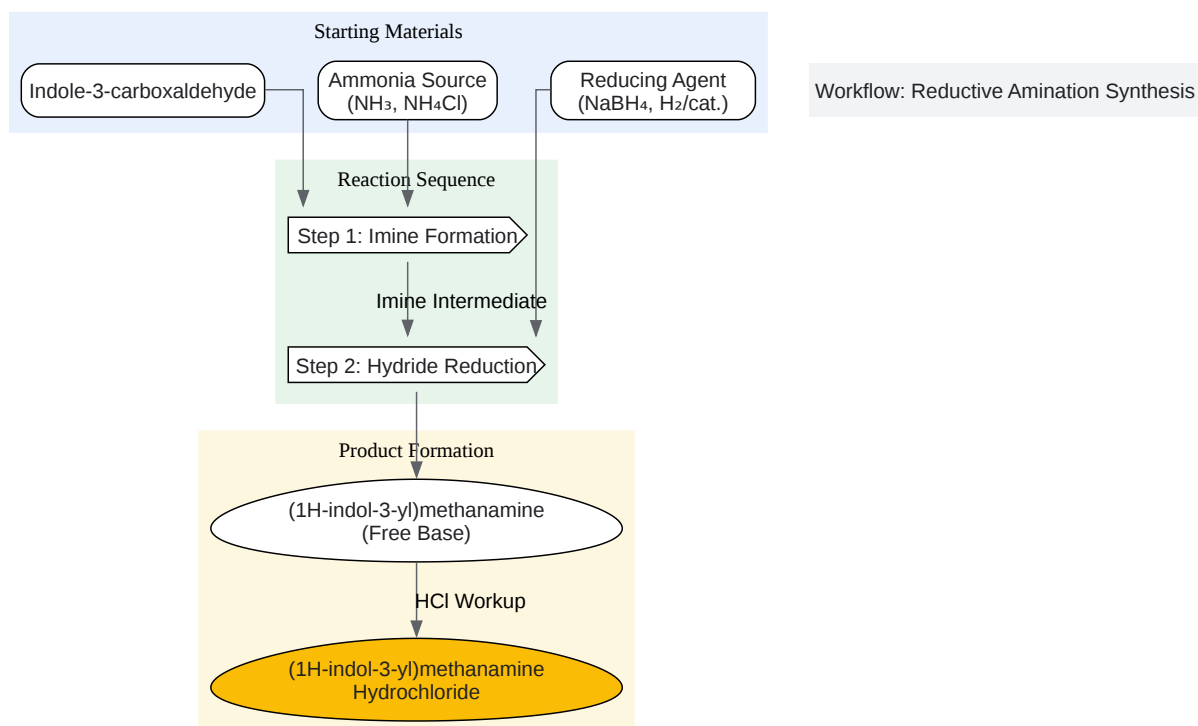 Starting Materials
Indole-3-carboxaldehyde
Ammonia Source
(NH₃, NH₄Cl)
Reducing Agent
(NaBH₄, H₂/cat.)
Workflow: Reductive Amination Synthesis
Reaction Sequence
Step 1: Imine Formation
Imine Intermediate
Step 2: Hydride Reduction
Product Formation
(1H-indol-3-yl)methanamine
(Free Base)
HCl Workup
(1H-indol-3-yl)methanamine
Hydrochloride